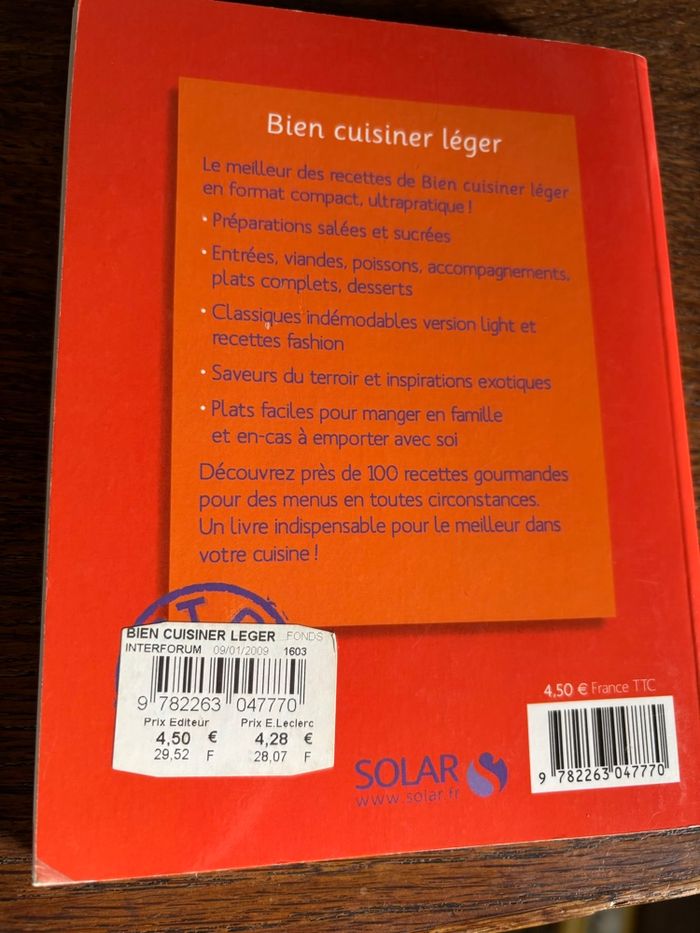 Bien cuisiner léger
Le meilleur des recettes de Bien cuisiner léger
en format compact, ultrapratique !
• Préparations salées et sucrées
• Entrées, viandes, poissons, accompagnements,
plats complets, desserts
• Classiques indémodables version light et
recettes fashion
• Saveurs du terroir et inspirations exotiques
• Plats faciles pour manger en famille
et en-cas à emporter avec soi
Découvrez près de 100 recettes gourmandes
pour des menus en toutes circonstances.
Un livre indispensable pour le meilleur dans
votre cuisine !
BIEN CUISINER LEGER FONDS
INTERFORUM 09/01/2009 1603
9 782263 047770
Prix Editeur Prix E.Leclerc
4,50 € 4,28 €
29,52 F 28,07 F
SOLAR
www.solar.fr
4,50 € France TTC
9 782263 047770